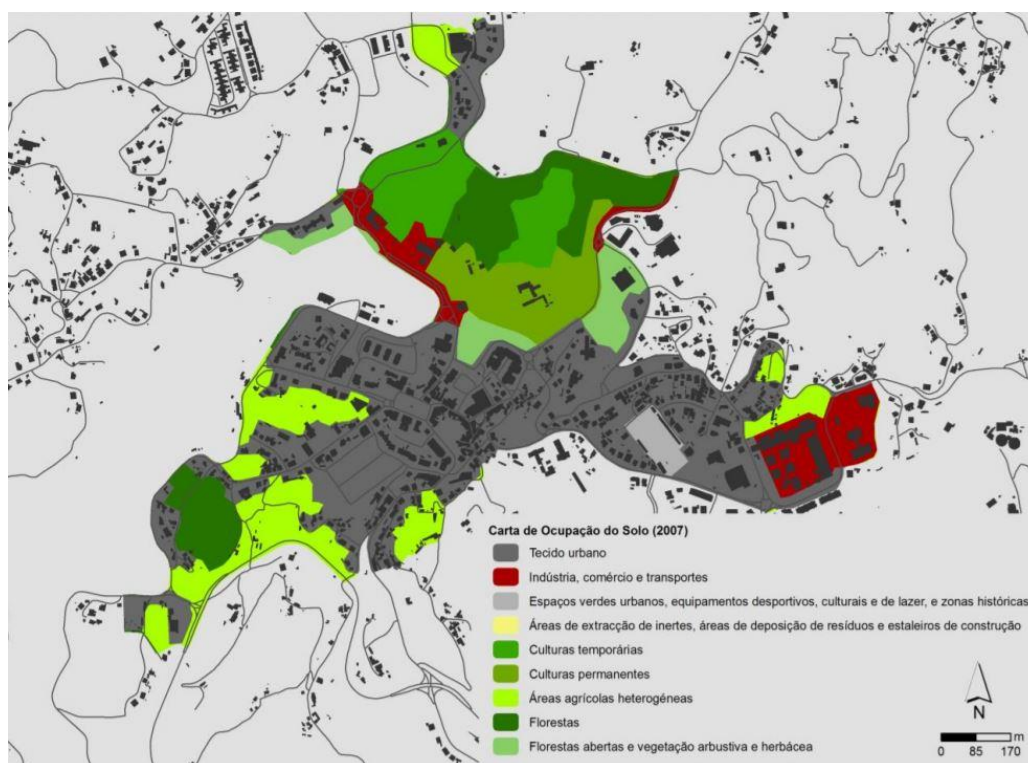 Carta de Ocupação do Solo (2007)
Tecido urbano
Indústria, comércio e transportes
Espaços verdes urbanos, equipamentos desportivos, culturais e de lazer, e zonas históricas
Áreas de extracção de inertes, áreas de deposição de resíduos e estaleiros de construção
Culturas temporárias
Culturas permanentes
Áreas agrícolas heterogéneas
Florestas
Florestas abertas e vegetação arbustiva e herbácea
N
m
0 85 170